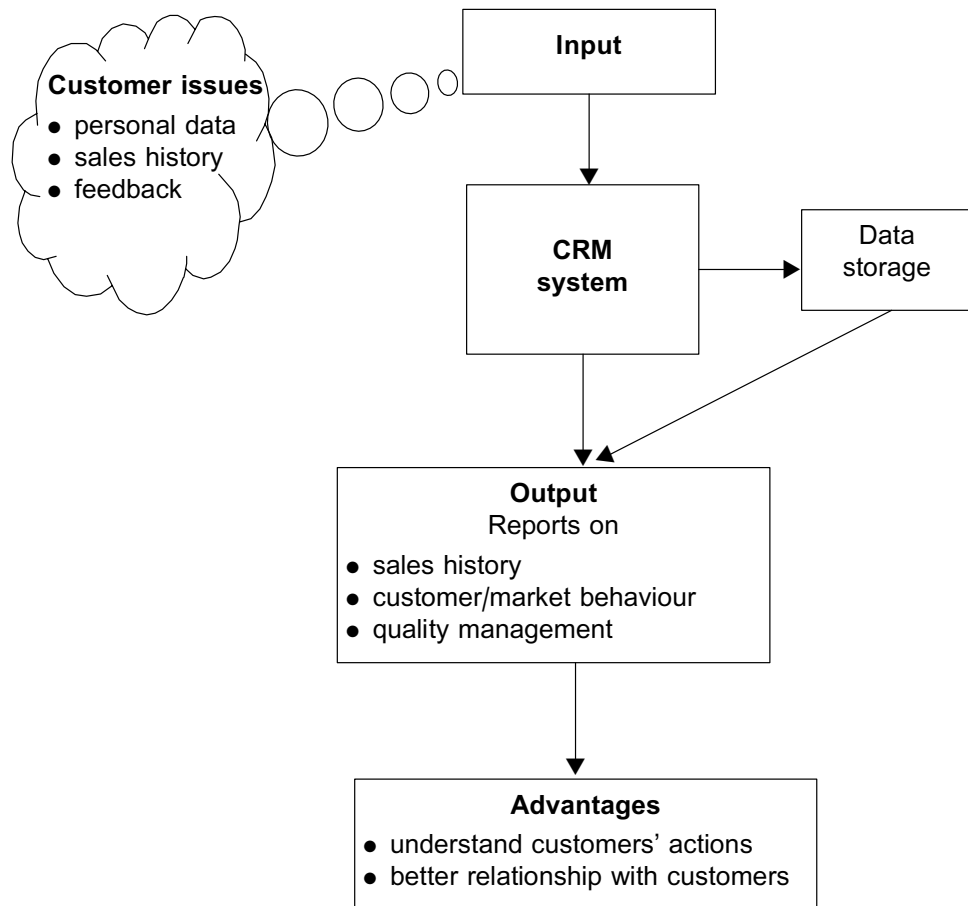 Customer issues
● personal data
● sales history
● feedback
Input
CRM
system
Data
storage
Output
Reports on
● sales history
● customer/market behaviour
● quality management
Advantages
● understand customers’ actions
● better relationship with customers